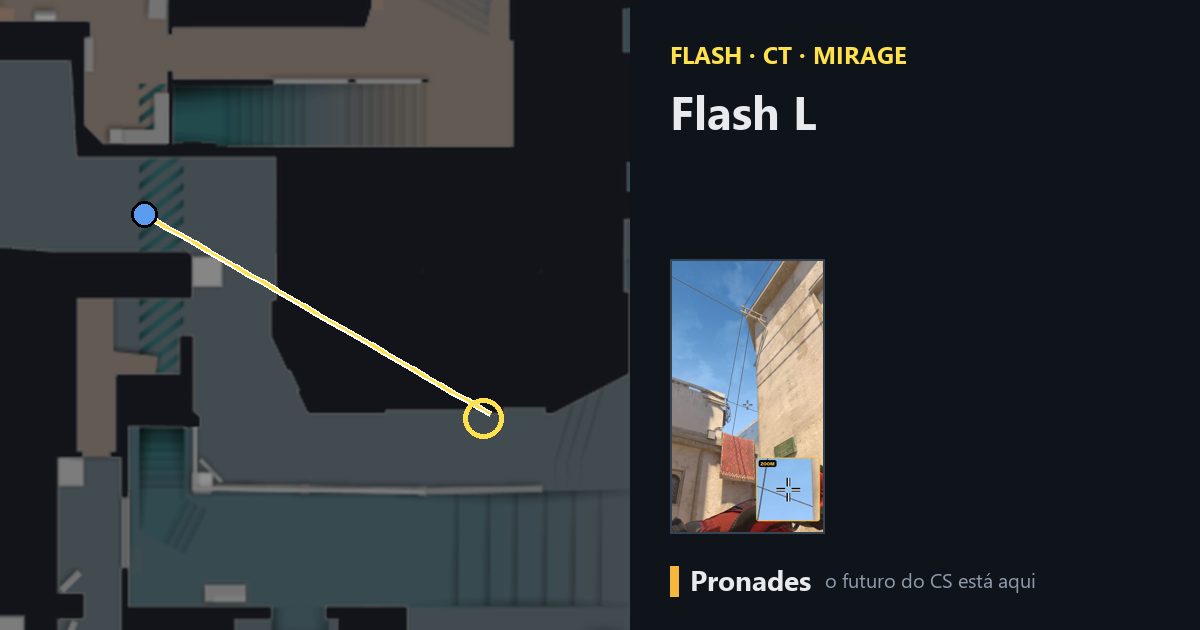 FLASH · CT · MIRAGE
Flash L
ZOOM
Pronades o futuro do CS está aqui